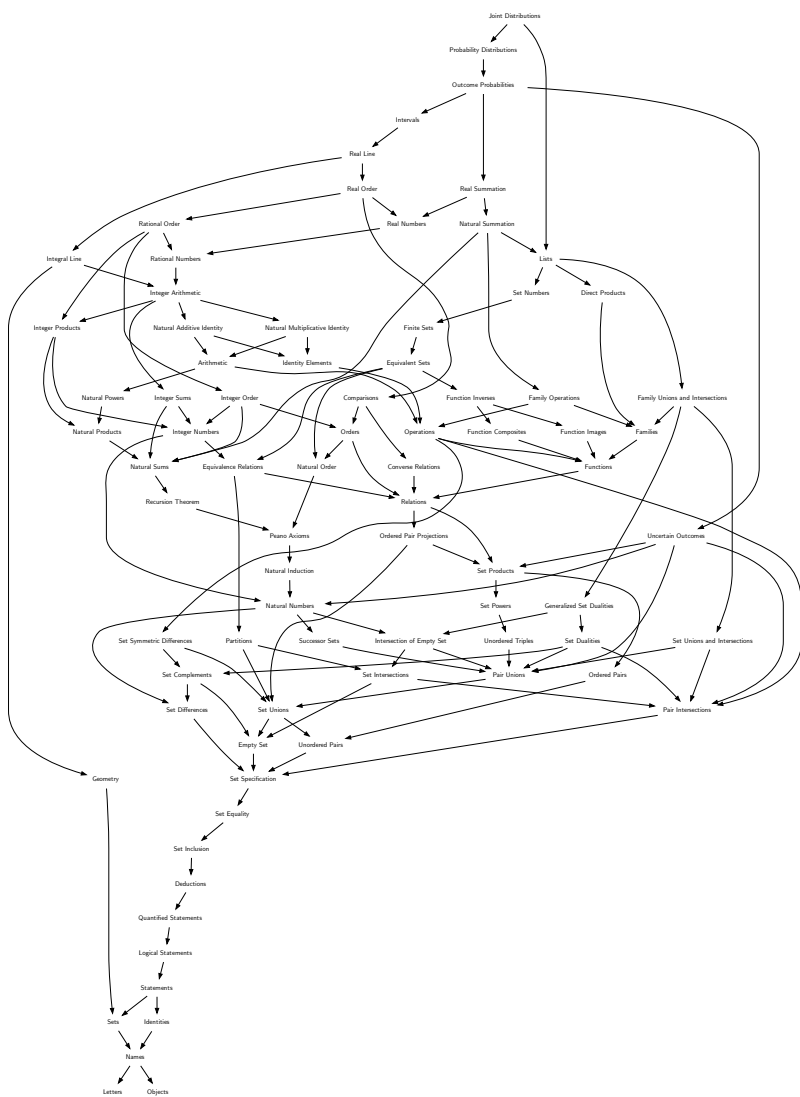 Joint Distributions
Probability Distributions
Outcome Probabilities
Intervals
Real Line
Real Order
Real Summation
Rational Order
Real Numbers
Natural Summation
Integral Line
Rational Numbers
Lists
Integer Arithmetic
Set Numbers
Direct Products
Integer Products
Natural Additive Identity
Natural Multiplicative Identity
Finite Sets
Arithmetic
Identity Elements
Equivalent Sets
Natural Powers
Integer Sums
Integer Order
Comparisons
Function Inverses
Family Operations
Family Unions and Intersections
Natural Products
Integer Numbers
Orders
Operations
Function Composites
Function Images
Families
Natural Sums
Equivalence Relations
Natural Order
Converse Relations
Functions
Recursion Theorem
Relations
Peano Axioms
Ordered Pair Projections
Uncertain Outcomes
Natural Induction
Set Products
Natural Numbers
Set Powers
Generalized Set Dualities
Set Symmetric Differences
Partitions
Successor Sets
Intersection of Empty Set
Unordered Triples
Set Dualities
Set Unions and Intersections
Set Complements
Set Intersections
Pair Unions
Ordered Pairs
Set Differences
Set Unions
Pair Intersections
Empty Set
Unordered Pairs
Geometry
Set Specification
Set Equality
Set Inclusion
Deductions
Quantified Statements
Logical Statements
Statements
Sets
Identities
Names
Letters
Objects